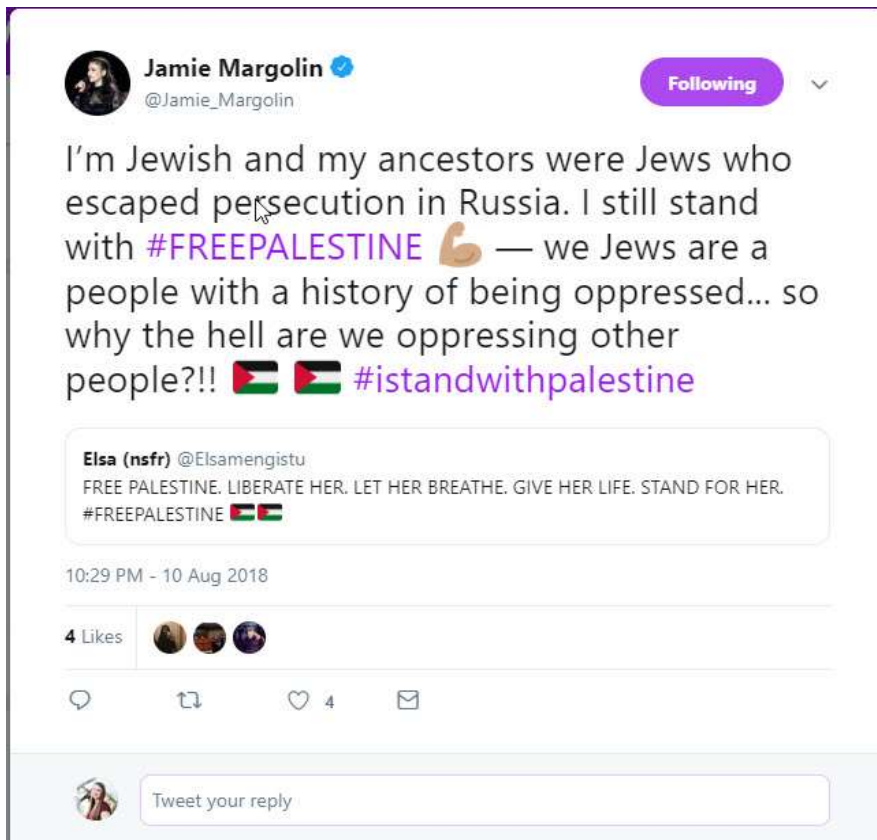 Jamie Margolin
@Jamie_Margolin
Following
I'm Jewish and my ancestors were Jews who
escaped persecution in Russia. I still stand
with #FREEPALESTINE 💪🏼 — we Jews are a
people with a history of being oppressed... so
why the hell are we oppressing other
people?!! 🇵🇸 🇵🇸 #istandwithpalestine
Elsa (nsfr) @Elsamengistu
FREE PALESTINE. LIBERATE HER. LET HER BREATHE. GIVE HER LIFE. STAND FOR HER.
#FREEPALESTINE 🇵🇸🇵🇸
10:29 PM - 10 Aug 2018
4 Likes
4
Tweet your reply